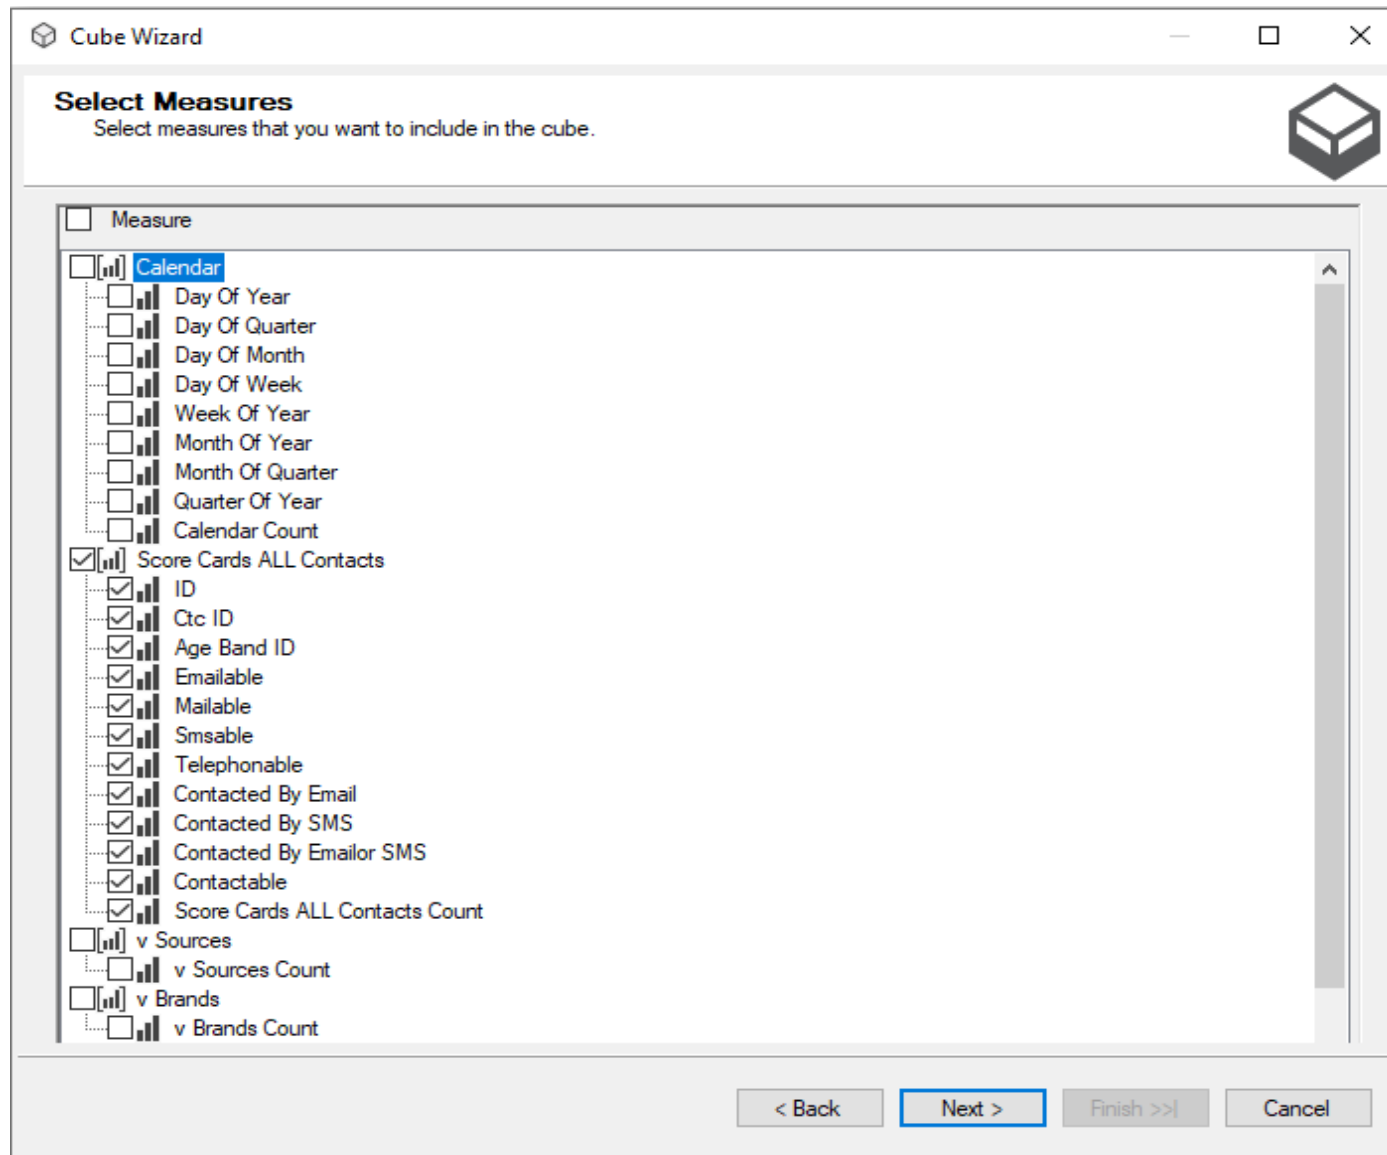 Cube Wizard
Select Measures
Select measures that you want to include in the cube.
Measure
Calendar
Day Of Year
Day Of Quarter
Day Of Month
Day Of Week
Week Of Year
Month Of Year
Month Of Quarter
Quarter Of Year
Calendar Count
Score Cards ALL Contacts
ID
Ctc ID
Age Band ID
Emailable
Mailable
Smsable
Telephonable
Contacted By Email
Contacted By SMS
Contacted By Emailor SMS
Contactable
Score Cards ALL Contacts Count
v Sources
v Sources Count
v Brands
v Brands Count
< Back Next > Finish >>| Cancel